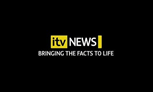 itv NEWS
BRINGING THE FACTS TO LIFE